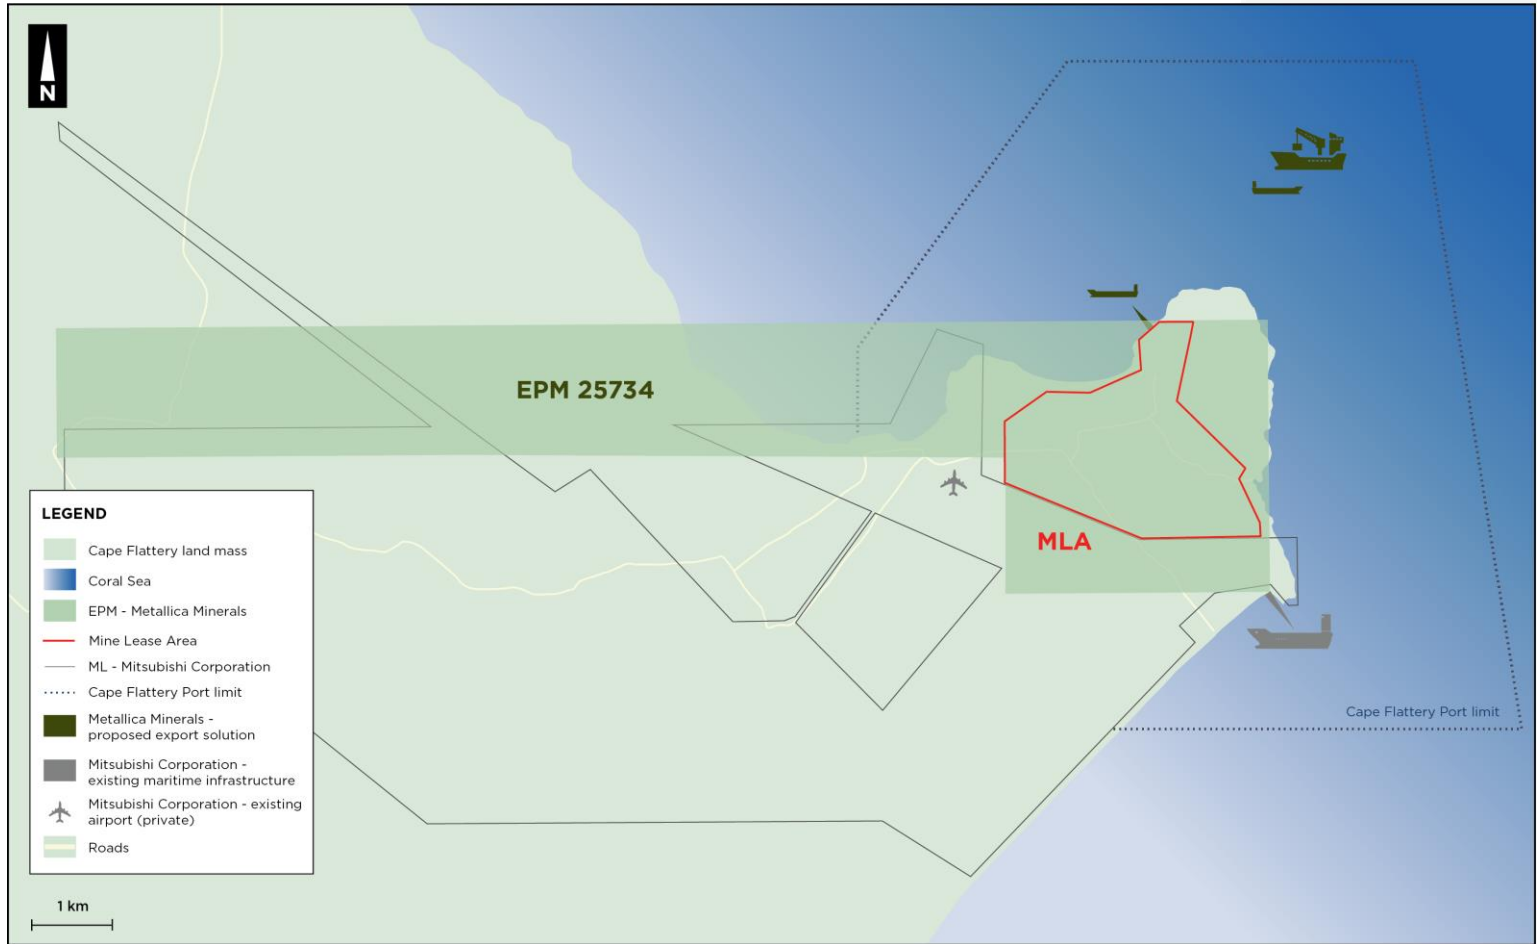 N
EPM 25734
MLA
Cape Flattery Port limit
LEGEND
Cape Flattery land mass
Coral Sea
EPM - Metallica Minerals
Mine Lease Area
ML - Mitsubishi Corporation
Cape Flattery Port limit
Metallica Minerals -
proposed export solution
Mitsubishi Corporation -
existing maritime infrastructure
Mitsubishi Corporation - existing
airport (private)
Roads
1 km